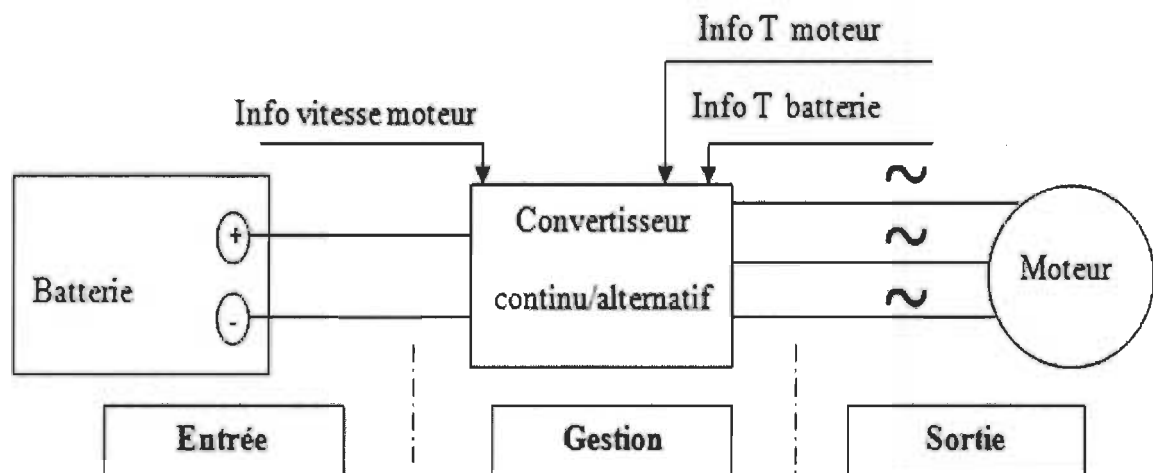 Info T moteur
Info vitesse moteur
Info T batterie
~
+
Convertisseur
~
Batterie
continu/alternatif
Moteur
-
~
Entrée
Gestion
Sortie